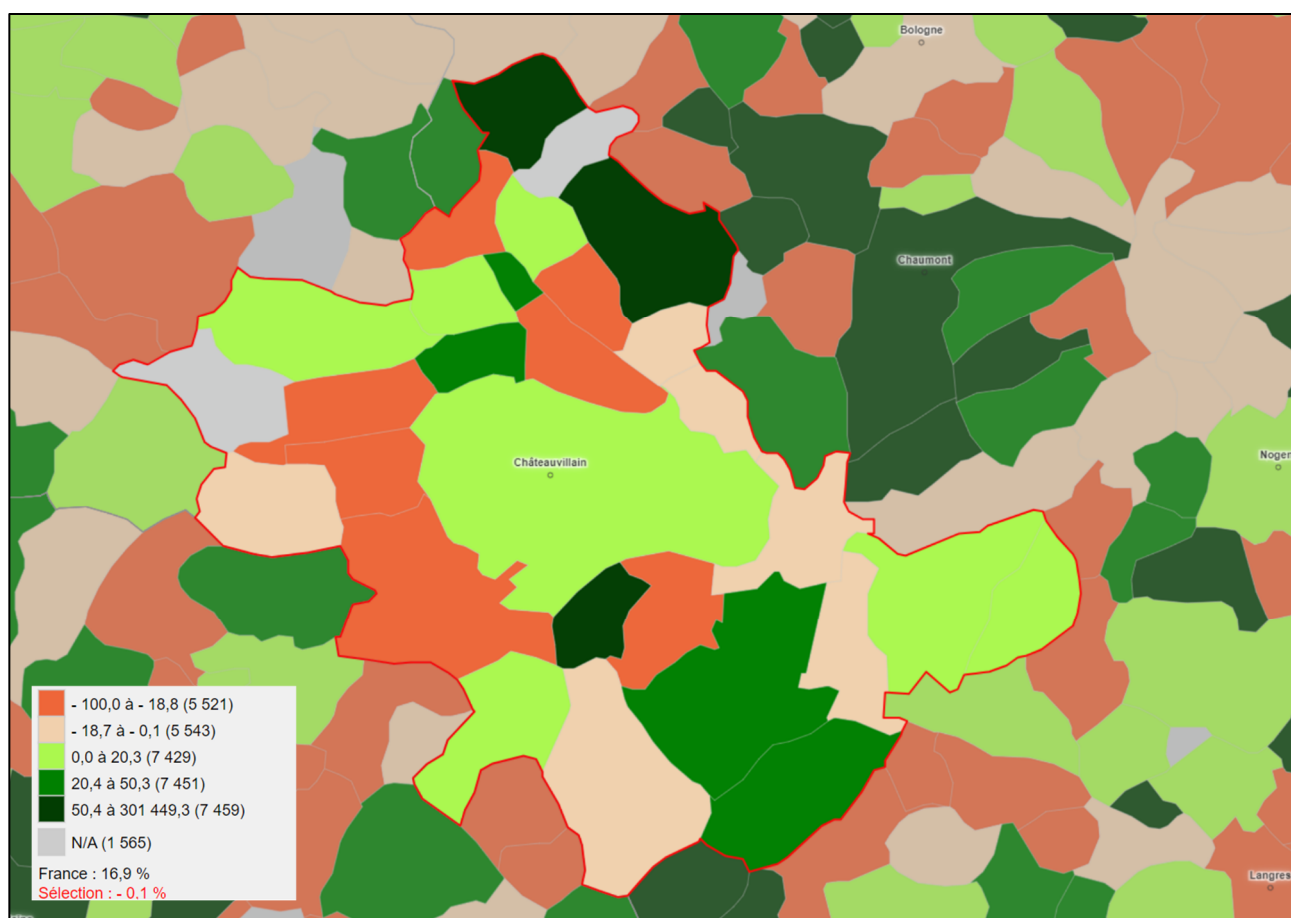 Bologne
Chaumont
Châteauvillain
Nogen
- 100,0 à - 18,8 (5 521)
- 18,7 à - 0,1 (5 543)
0,0 à 20,3 (7 429)
20,4 à 50,3 (7 451)
50,4 à 301 449,3 (7 459)
N/A (1 565)
France : 16,9 %
Langres
Sélection : - 0,1 %